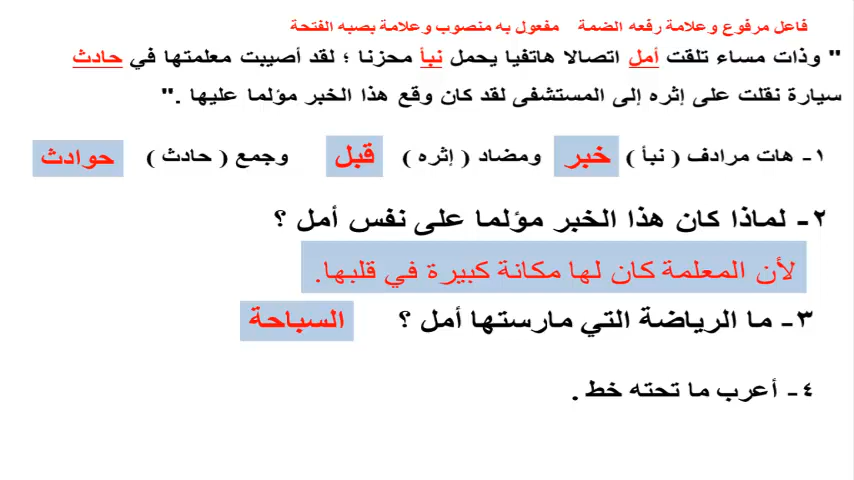 فاعل مرفوع وعلامة رفعه الضمة مفعول به منصوب وعلامة بصبه الفتحة
" وذات مساء تلقت أمل اتصالا هاتفيا يحمل نبأ محزنا ؛ لقد أصيبت معلمتها في حادث
سيارة نقلت على إثره إلى المستشفى لقد كان وقع هذا الخبر مؤلما عليها ."
١- هات مرادف ( نبأ ) خبر ومضاد ( إثره ) قبل وجمع ( حادث ) حوادث
٢- لماذا كان هذا الخبر مؤلما على نفس أمل ؟
لأن المعلمة كان لها مكانة كبيرة في قلبها.
٣- ما الرياضة التي مارستها أمل ؟ السباحة
٤- أعرب ما تحته خط .